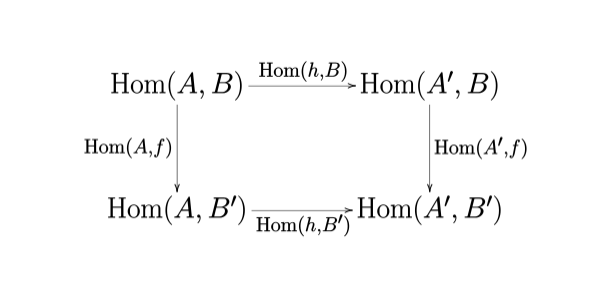 Hom(A, B) Hom(h,B) Hom(A′, B)
Hom(A,f) Hom(A′,f)
Hom(A, B′) Hom(h,B′) Hom(A′, B′)